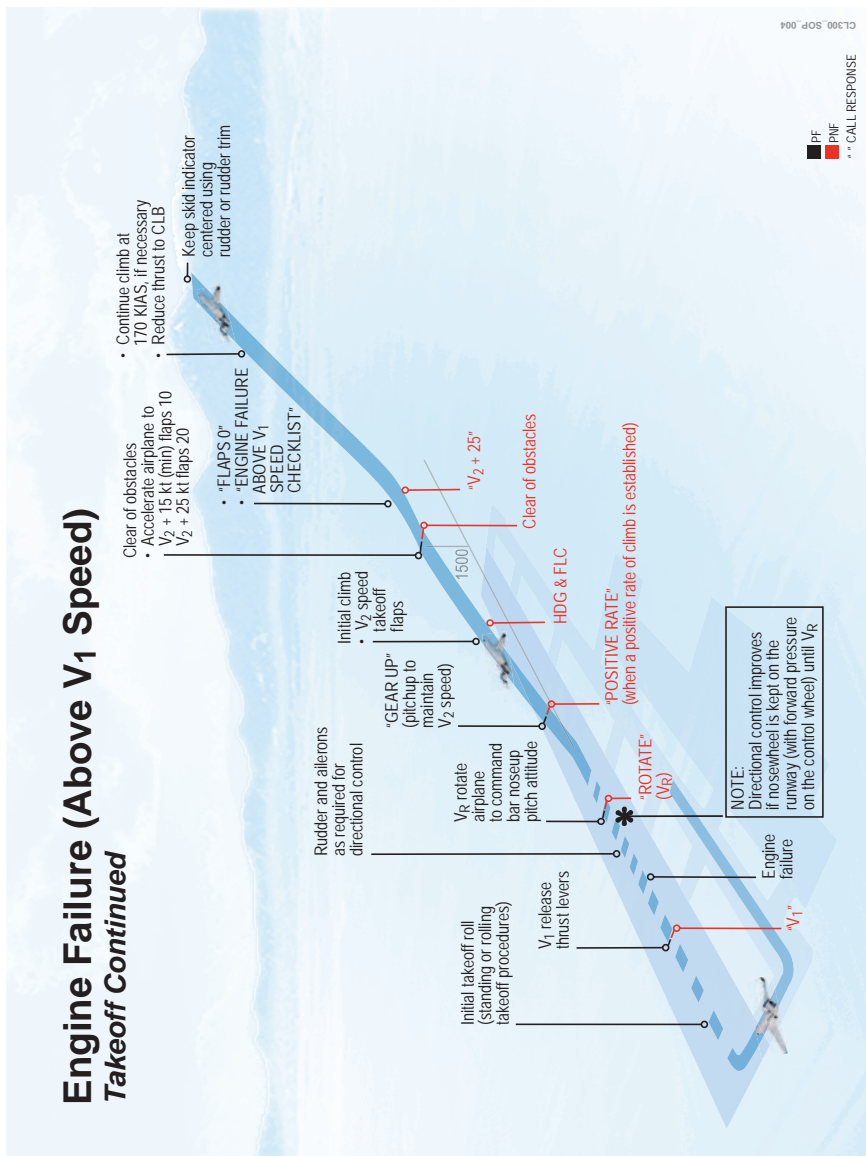 Engine Failure (Above V1 Speed)
Takeoff Continued
Initial takeoff roll
(standing or rolling
takeoff procedures)
V1 release
thrust levers
"V1"
Engine
failure
Rudder and ailerons
as required for
directional control
VR rotate
airplane
to command
bar noseup
pitch attitude
"ROTATE"
(VR)
NOTE:
Directional control improves
if nosewheel is kept on the
runway (with forward pressure
on the control wheel) until VR
"GEAR UP"
(pitchup to
maintain
V2 speed)
"POSITIVE RATE"
(when a positive rate of climb is established)
Initial climb
• V2 speed
takeoff
flaps
HDG & FLC
1500
Clear of obstacles
• Accelerate airplane to
V2 + 15 kt (min) flaps 10
V2 + 25 kt flaps 20
Clear of obstacles
• "FLAPS 0"
• "ENGINE FAILURE
ABOVE V1
SPEED
CHECKLIST"
"V2 + 25"
• Continue climb at
170 KIAS, if necessary
• Reduce thrust to CLB
Keep skid indicator
centered using
rudder or rudder trim
PF
PNF
" " CALL RESPONSE
CL300_SOP_004